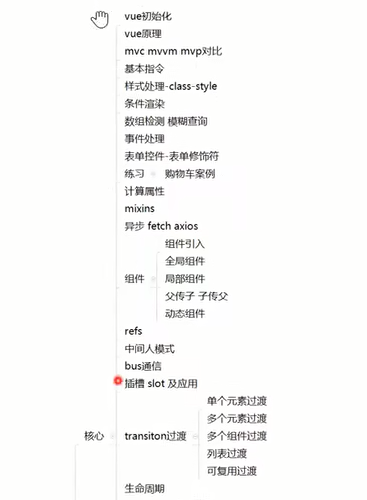 vue初始化
vue原理
mvc mvvm mvp对比
基本指令
样式处理-class-style
条件渲染
数组检测 模糊查询
事件处理
表单控件-表单修饰符
练习 购物车案例
计算属性
mixins
异步 fetch axios
组件引入
全局组件
组件 局部组件
父传子 子传父
动态组件
refs
中间人模式
bus通信
插槽 slot 及应用
单个元素过渡
多个元素过渡
核心 transiton过渡 多个组件过渡
列表过渡
可复用过渡
生命周期